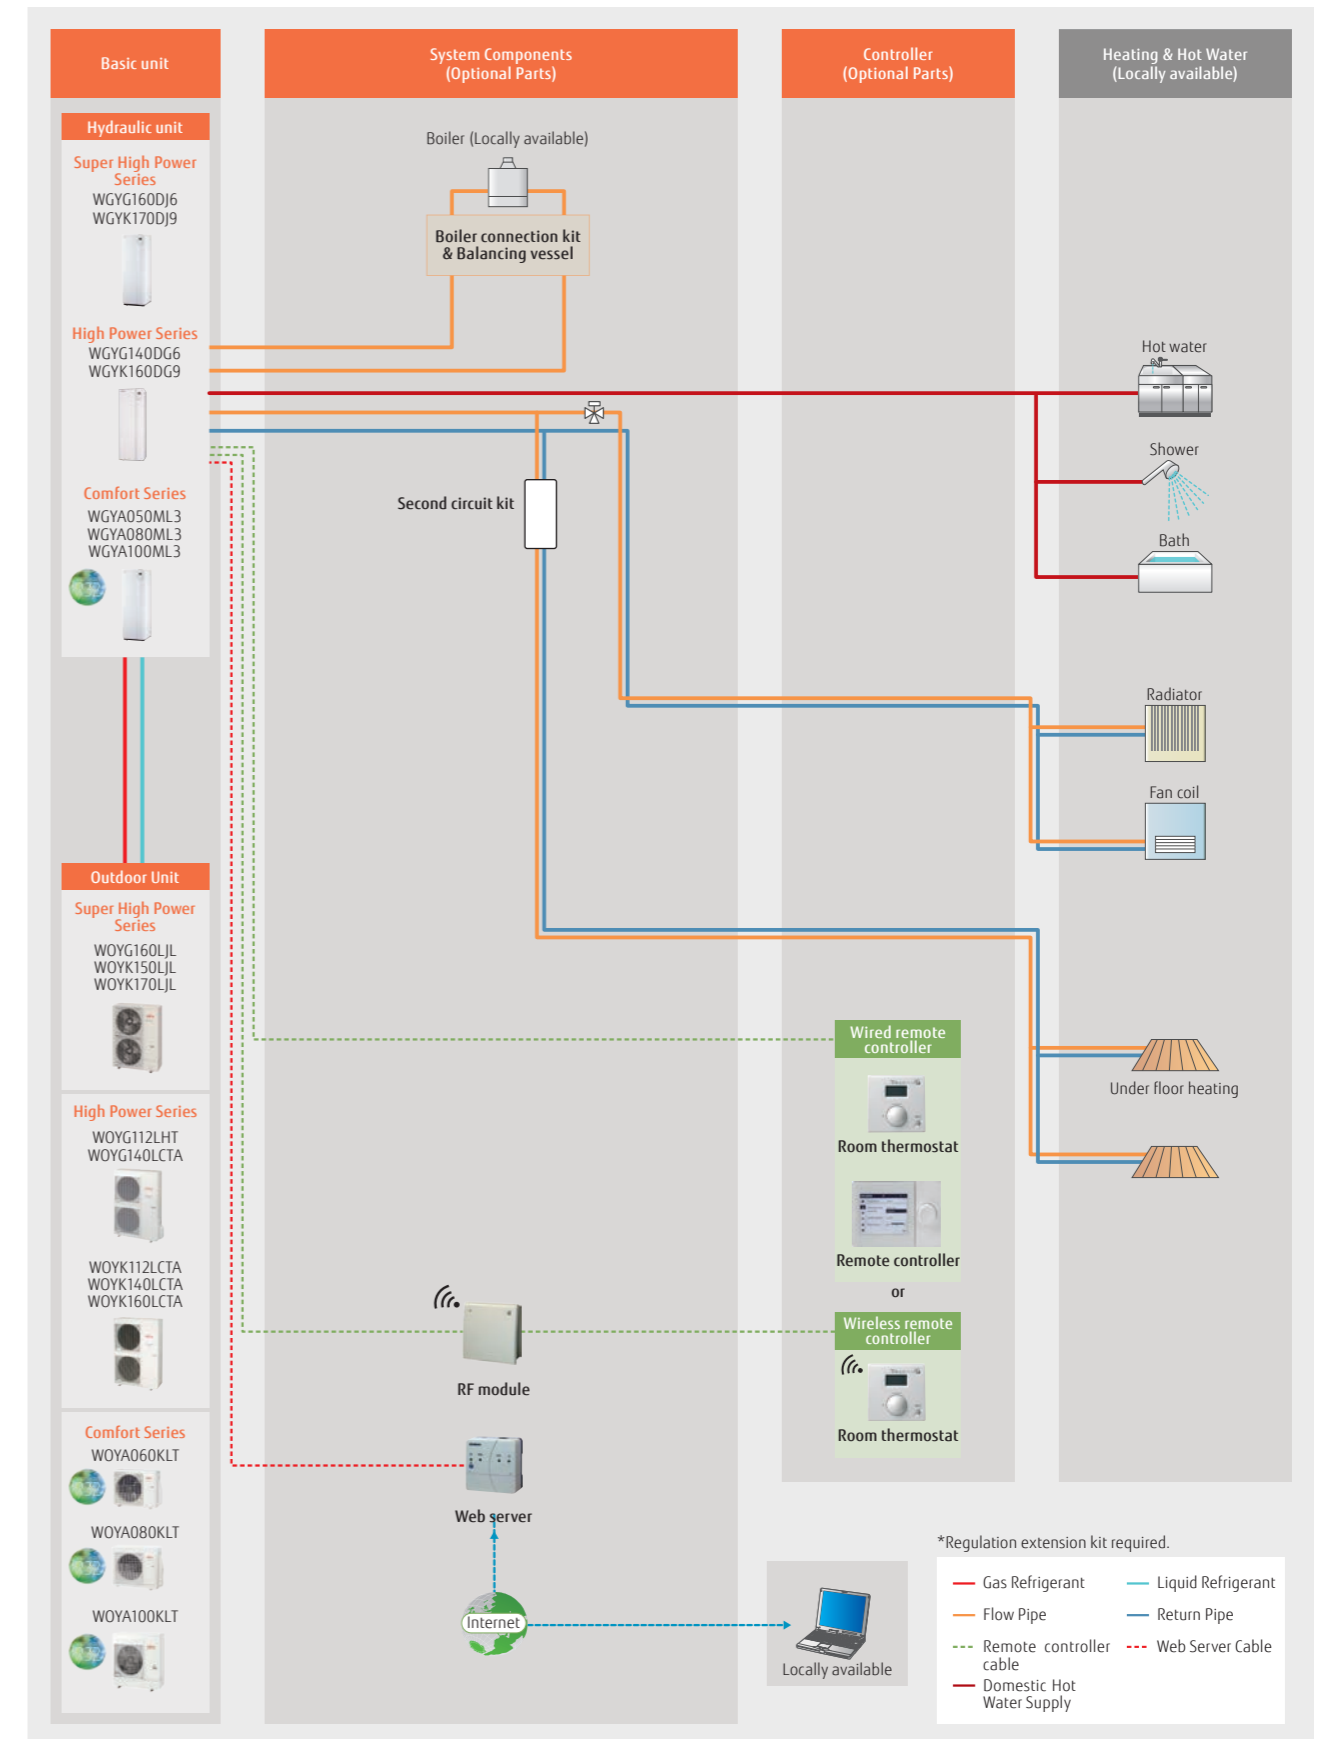 Basic unit
System Components
(Optional Parts)
Controller
(Optional Parts)
Heating & Hot Water
(Locally available)
Hydraulic unit
Super High Power
Series
WGYG160DJ6
WGYK170DJ9
High Power Series
WGYG140DG6
WGYK160DG9
Comfort Series
WGYA050ML3
WGYA080ML3
WGYA100ML3
Outdoor Unit
Super High Power
Series
WOYG160LJL
WOYK150LJL
WOYK170LJL
High Power Series
WOYG112LHT
WOYG140LCTA
WOYK112LCTA
WOYK140LCTA
WOYK160LCTA
Comfort Series
WOYA060KLT
WOYA080KLT
WOYA100KLT
Boiler (Locally available)
Boiler connection kit
& Balancing vessel
Second circuit kit
RF module
Web server
Internet
Locally available
Wired remote
controller
Room thermostat
Remote controller
or
Wireless remote
controller
Room thermostat
Hot water
Shower
Bath
Radiator
Fan coil
Under floor heating
*Regulation extension kit required.
Gas Refrigerant
Liquid Refrigerant
Flow Pipe
Return Pipe
Remote controller
cable
Web Server Cable
Domestic Hot
Water Supply